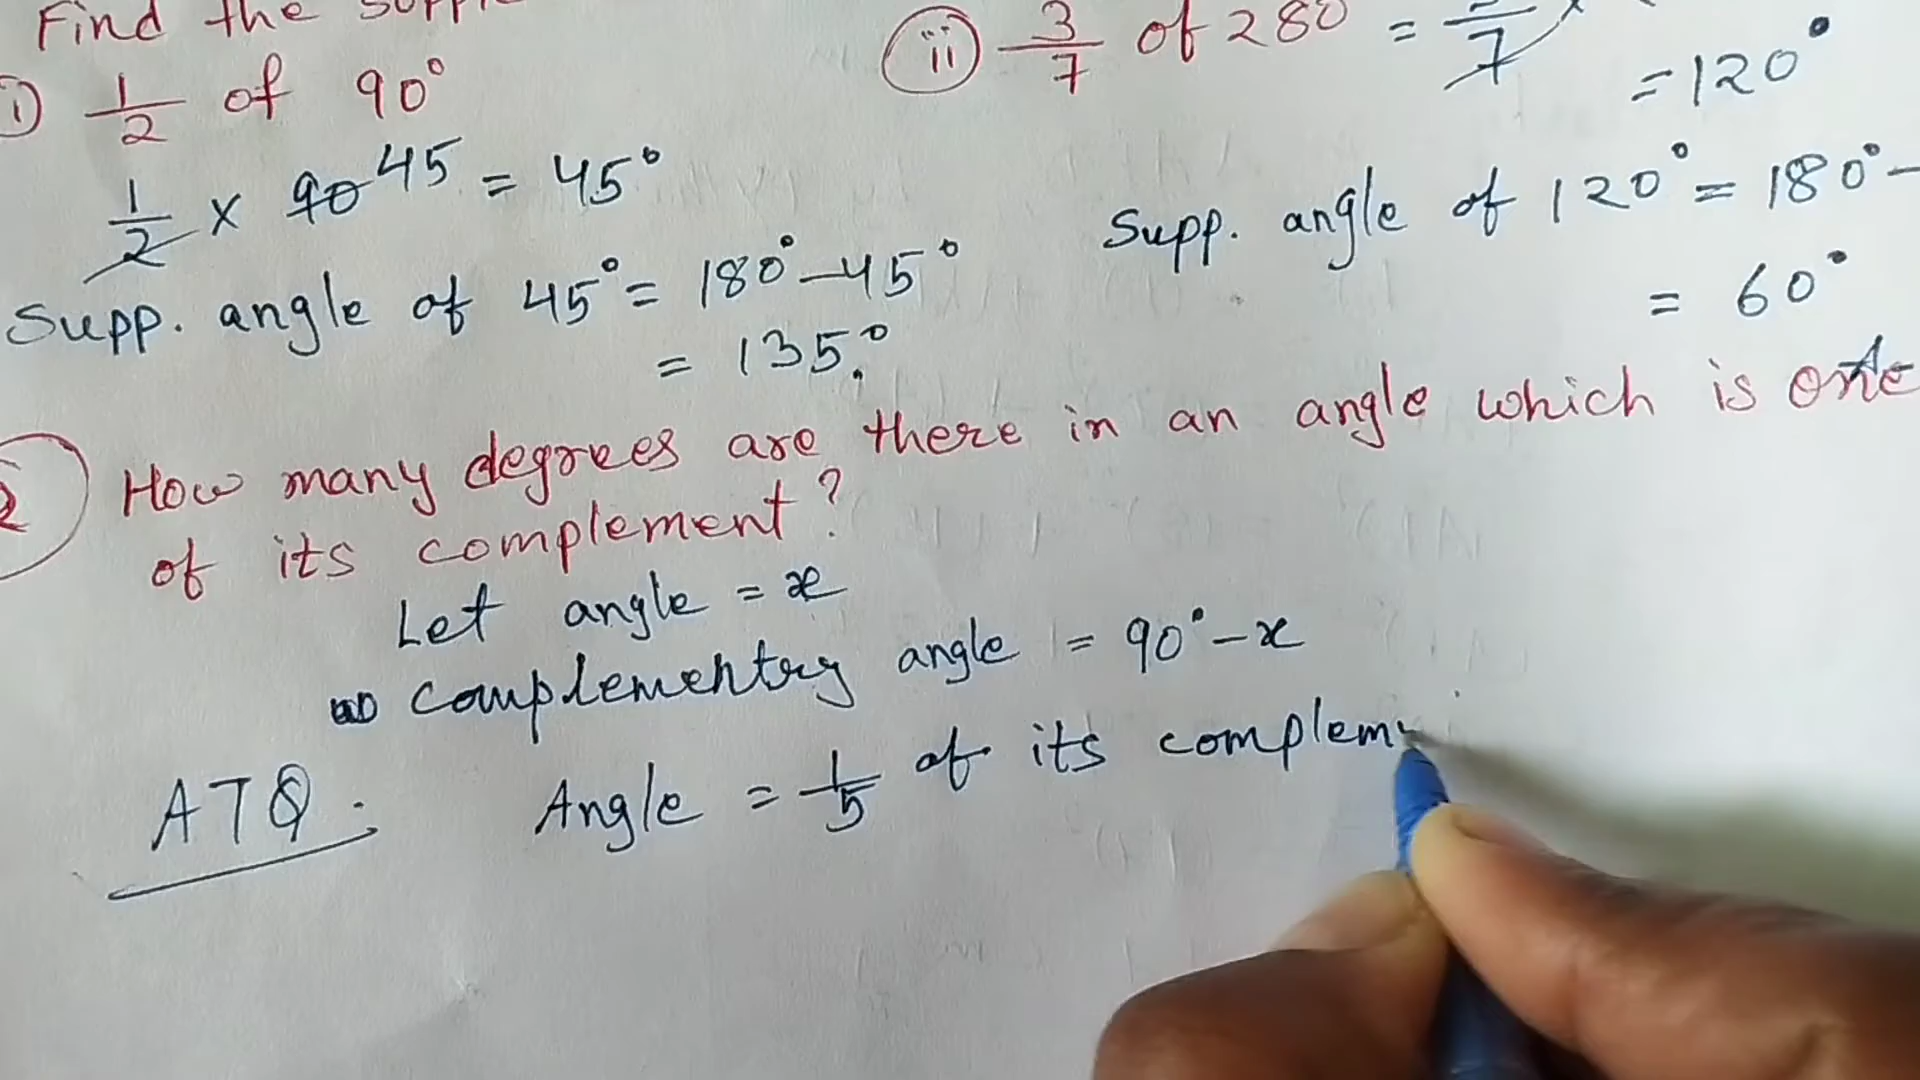 Find the
i) 1/2 of 90°
1/2 × 90 45 = 45°
Supp. angle of 45° = 180° - 45°
= 135°.
ii 3/7 of 280 = /7 ×
= 120°
Supp. angle of 120° = 180° -
= 60°
2 How many degrees are there in an angle which is one
of its complement?
Let angle = x
Complementry angle = 90° - x
ATQ. Angle = 1/5 of its complem